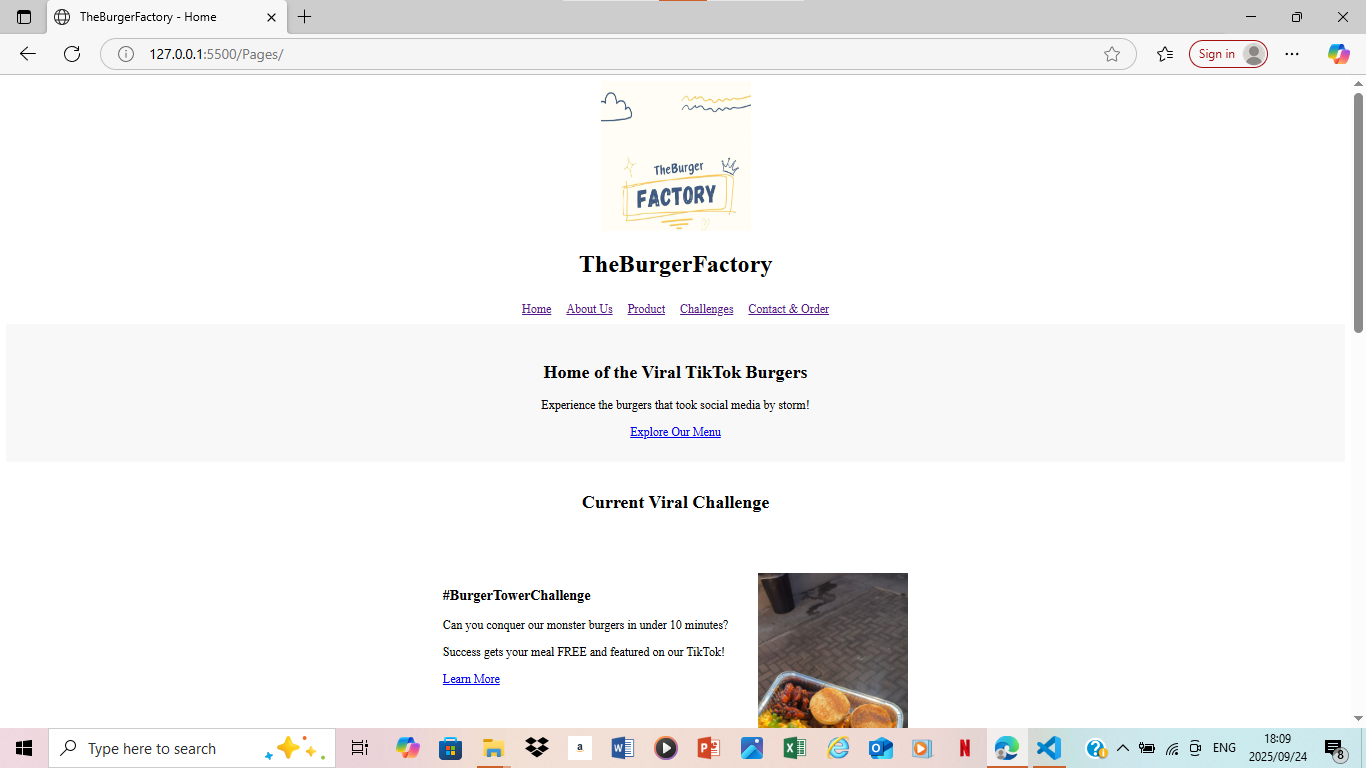 TheBurgerFactory - Home
127.0.0.1:5500/Pages/
Sign in
TheBurger
FACTORY
TheBurgerFactory
Home About Us Product Challenges Contact & Order
Home of the Viral TikTok Burgers
Experience the burgers that took social media by storm!
Explore Our Menu
Current Viral Challenge
#BurgerTowerChallenge
Can you conquer our monster burgers in under 10 minutes?
Success gets your meal FREE and featured on our TikTok!
Learn More
Type here to search
a
N
ENG
18:09
2025/09/24
8